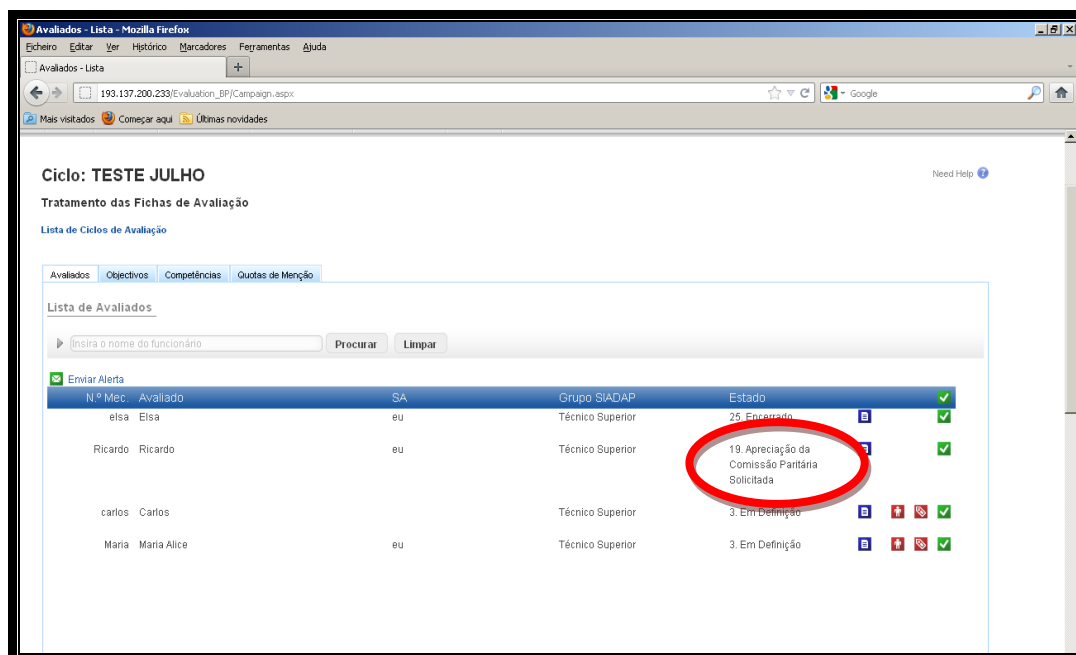 Avaliados - Lista - Mozilla Firefox
Ficheiro Editar Ver Histórico Marcadores Ferramentas Ajuda
Avaliados - Lista
193.137.200.233/Evaluation_BP/Campaign.aspx
Google
Mais visitados Começar aqui Últimas novidades
Ciclo: TESTE JULHO
Need Help
Tratamento das Fichas de Avaliação
Lista de Ciclos de Avaliação
Avaliados Objectivos Competências Quotas de Menção
Lista de Avaliados
Insira o nome do funcionário Procurar Limpar
Enviar Alerta
N.º Mec. Avaliado SA Grupo SIADAP Estado
elsa Elsa eu Técnico Superior 25. Encerrado
Ricardo Ricardo eu Técnico Superior 19. Apreciação da
Comissão Paritária
Solicitada
carlos Carlos Técnico Superior 3. Em Definição
Maria Maria Alice eu Técnico Superior 3. Em Definição